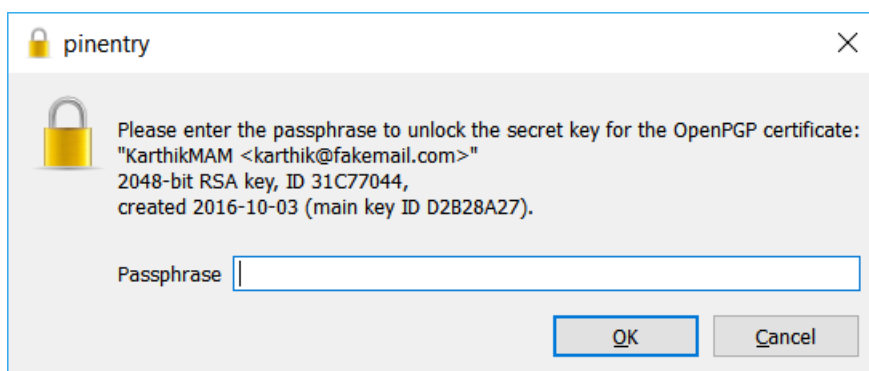 pinentry
Please enter the passphrase to unlock the secret key for the OpenPGP certificate:
"KarthikMAM <karthik@fakemail.com>"
2048-bit RSA key, ID 31C77044,
created 2016-10-03 (main key ID D2B28A27).
Passphrase
OK Cancel